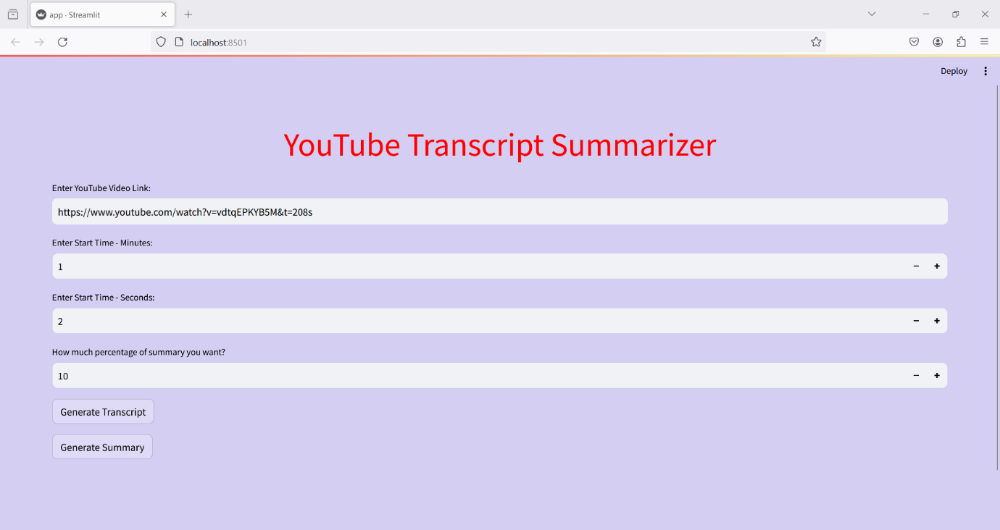 app · Streamlit
localhost:8501
Deploy
YouTube Transcript Summarizer
Enter YouTube Video Link:
https://www.youtube.com/watch?v=vdtqEPKYB5M&t=208s
Enter Start Time - Minutes:
1
Enter Start Time - Seconds:
2
How much percentage of summary you want?
10
Generate Transcript
Generate Summary